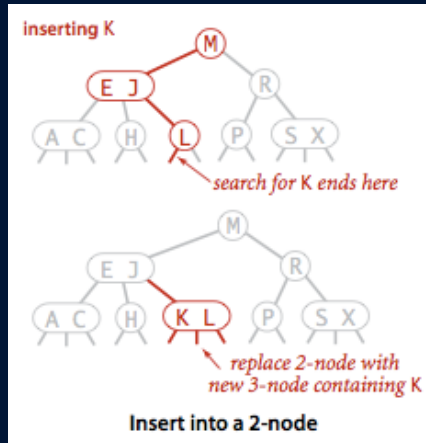 inserting K
M
E J R
A C H L P S X
search for K ends here
M
E J R
A C H K L P S X
replace 2-node with
new 3-node containing K
Insert into a 2-node